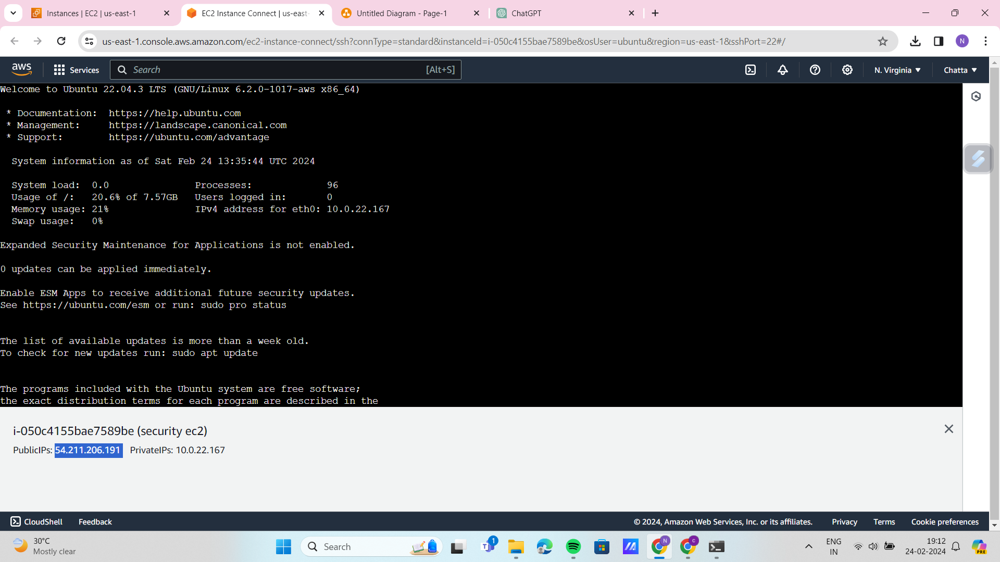 Instances | EC2 | us-east-1
EC2 Instance Connect | us-east-
Untitled Diagram - Page-1
ChatGPT
us-east-1.console.aws.amazon.com/ec2-instance-connect/ssh?connType=standard&instanceId=i-050c4155bae7589be&osUser=ubuntu&region=us-east-1&sshPort=22#/
N
aws
Services
Search
[Alt+S]
N. Virginia
Chatta
Welcome to Ubuntu 22.04.3 LTS (GNU/Linux 6.2.0-1017-aws x86_64)
* Documentation: https://help.ubuntu.com
* Management: https://landscape.canonical.com
* Support: https://ubuntu.com/advantage
System information as of Sat Feb 24 13:35:44 UTC 2024
System load: 0.0 Processes: 96
Usage of /: 20.6% of 7.57GB Users logged in: 0
Memory usage: 21% IPv4 address for eth0: 10.0.22.167
Swap usage: 0%
Expanded Security Maintenance for Applications is not enabled.
0 updates can be applied immediately.
Enable ESM Apps to receive additional future security updates.
See https://ubuntu.com/esm or run: sudo pro status
The list of available updates is more than a week old.
To check for new updates run: sudo apt update
The programs included with the Ubuntu system are free software;
the exact distribution terms for each program are described in the
i-050c4155bae7589be (security ec2)
PublicIPs: 54.211.206.191 PrivateIPs: 10.0.22.167
CloudShell
Feedback
© 2024, Amazon Web Services, Inc. or its affiliates.
Privacy
Terms
Cookie preferences
30°C
Mostly clear
Search
1
N
C
ENG
IN
19:12
24-02-2024
PRE